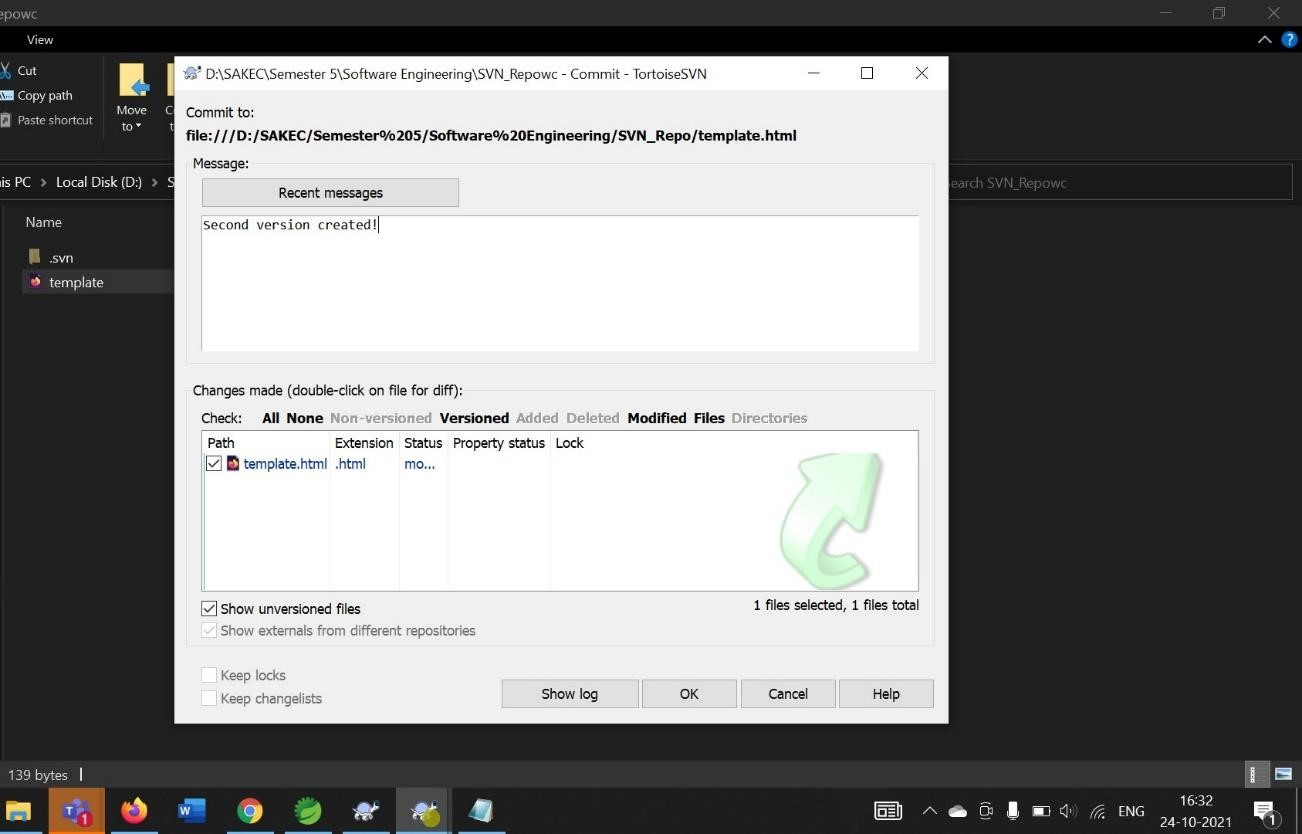 epowc
View
Cut
Copy path
Paste shortcut
Move
to
D:\SAKEC\Semester 5\Software Engineering\SVN_Repowc - Commit - TortoiseSVN
Commit to:
file:///D:/SAKEC/Semester%205/Software%20Engineering/SVN_Repo/template.html
Message:
Recent messages
Second version created!
is PC > Local Disk (D:) > S
earch SVN_Repowc
Name
.svn
template
Changes made (double-click on file for diff):
Check: All None Non-versioned Versioned Added Deleted Modified Files Directories
Path Extension Status Property status Lock
template.html .html mo...
Show unversioned files
1 files selected, 1 files total
Show externals from different repositories
Keep locks
Keep changelists
Show log OK Cancel Help
139 bytes
ENG
16:32
24-10-2021
1
1